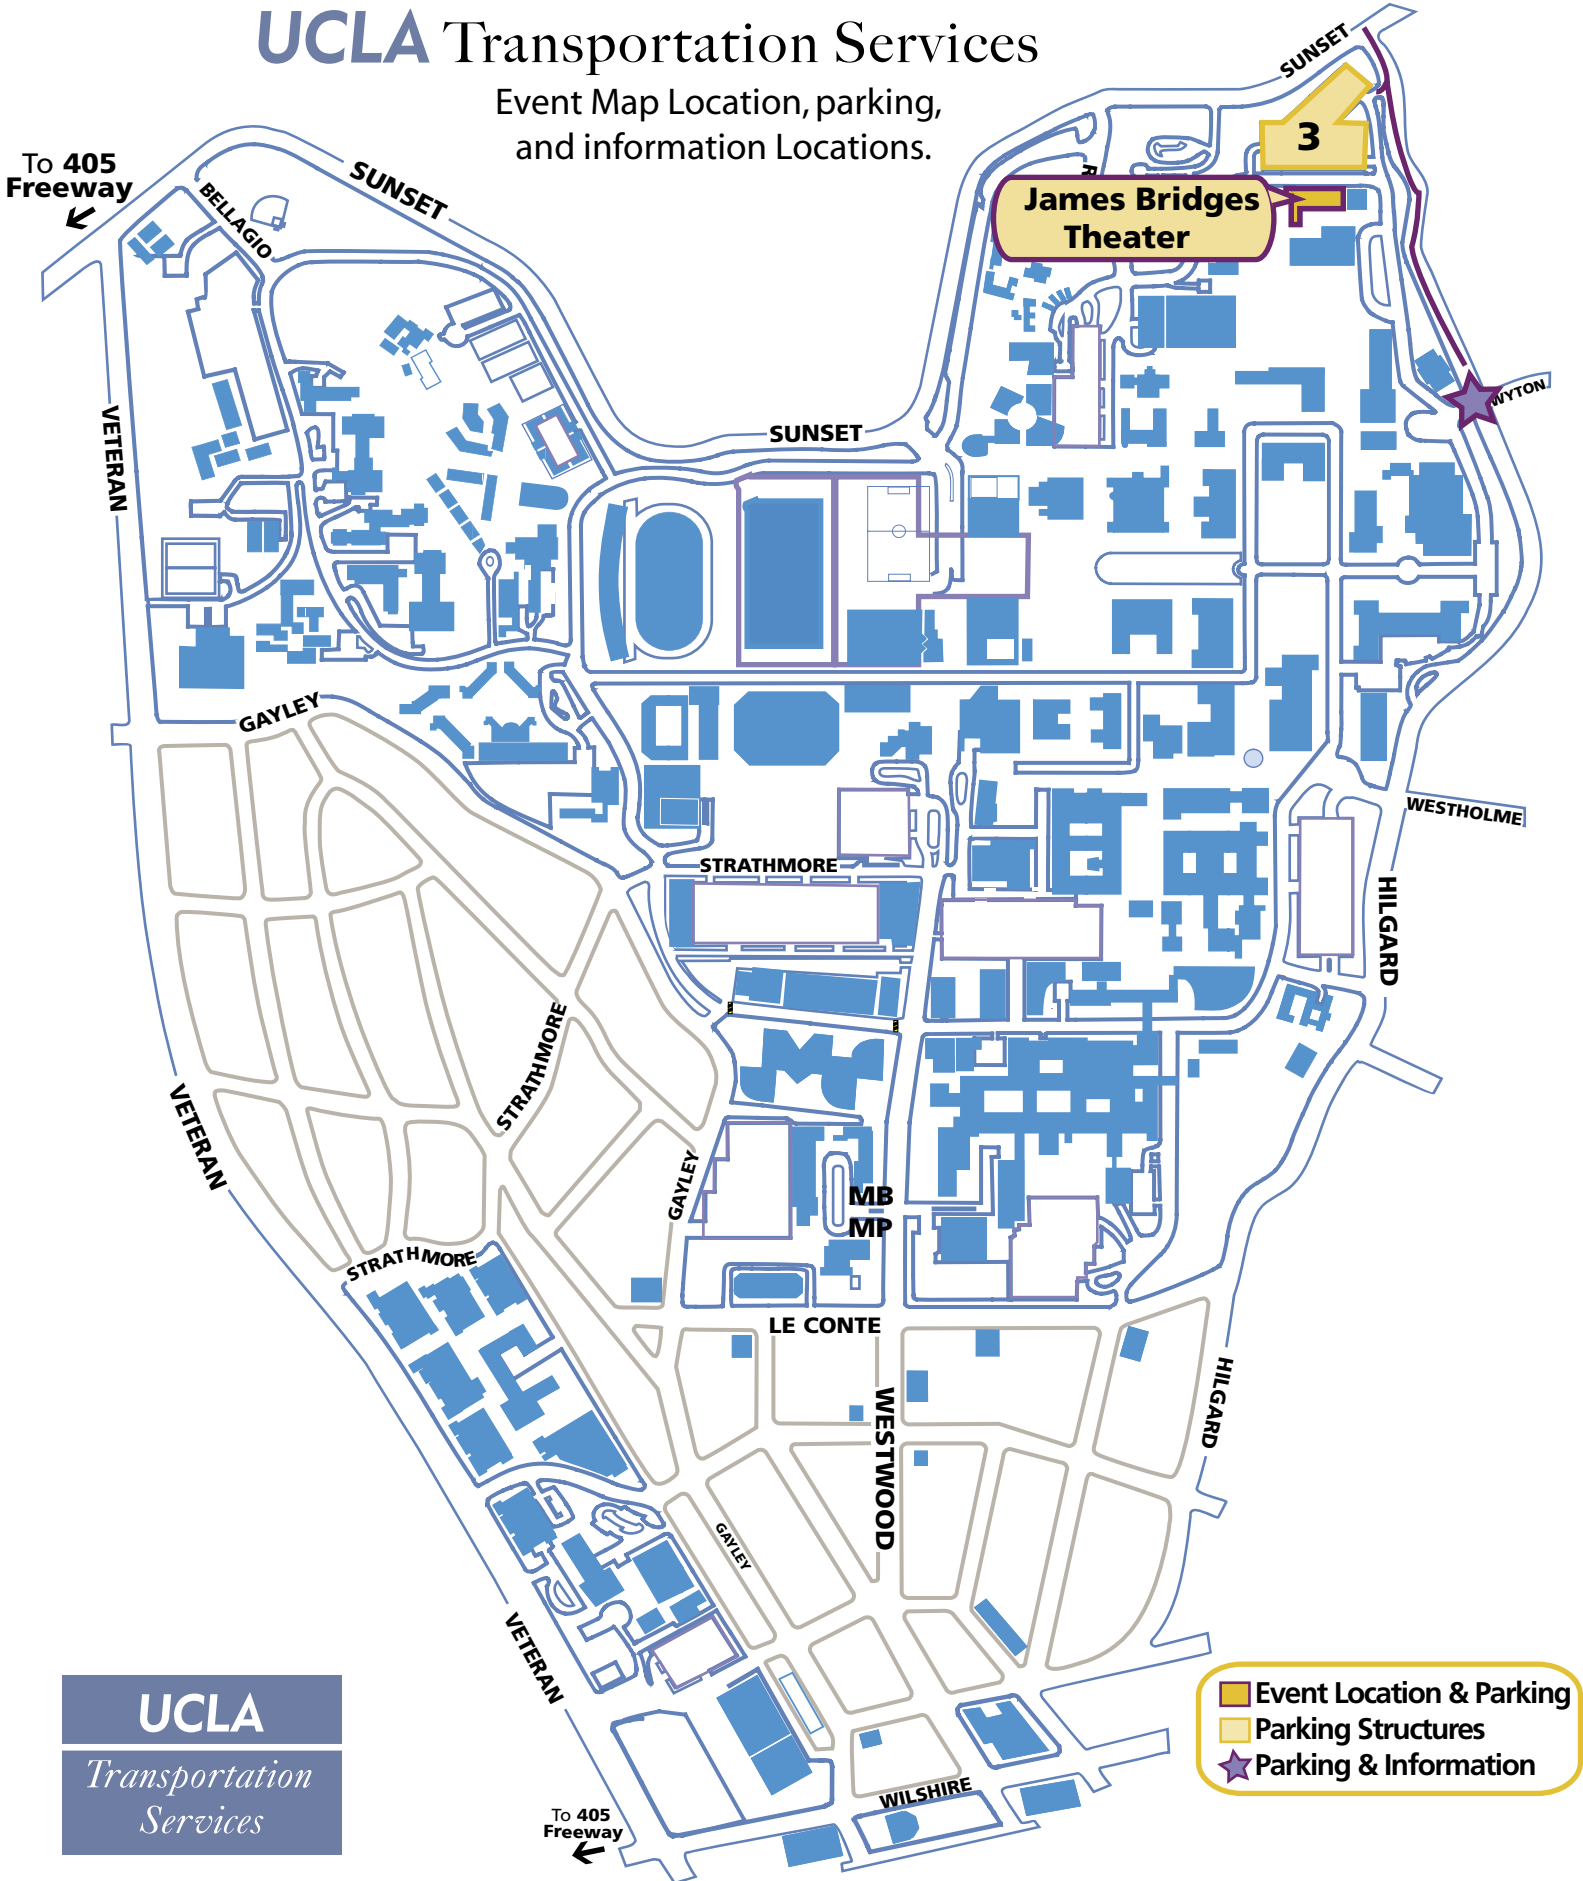 UCLA Transportation Services
Event Map Location, parking,
and information Locations.
SUNSET
3
To 405
Freeway
SUNSET
BELLAGIO
R
James Bridges
Theater
WYTON
VETERAN
SUNSET
GAYLEY
WESTHOLME
STRATHMORE
HILGARD
STRATHMORE
VETERAN
GAYLEY
MB
MP
STRATHMORE
LE CONTE
HILGARD
WESTWOOD
GAYLEY
VETERAN
UCLA
Transportation
Services
Event Location & Parking
Parking Structures
Parking & Information
WILSHIRE
To 405
Freeway